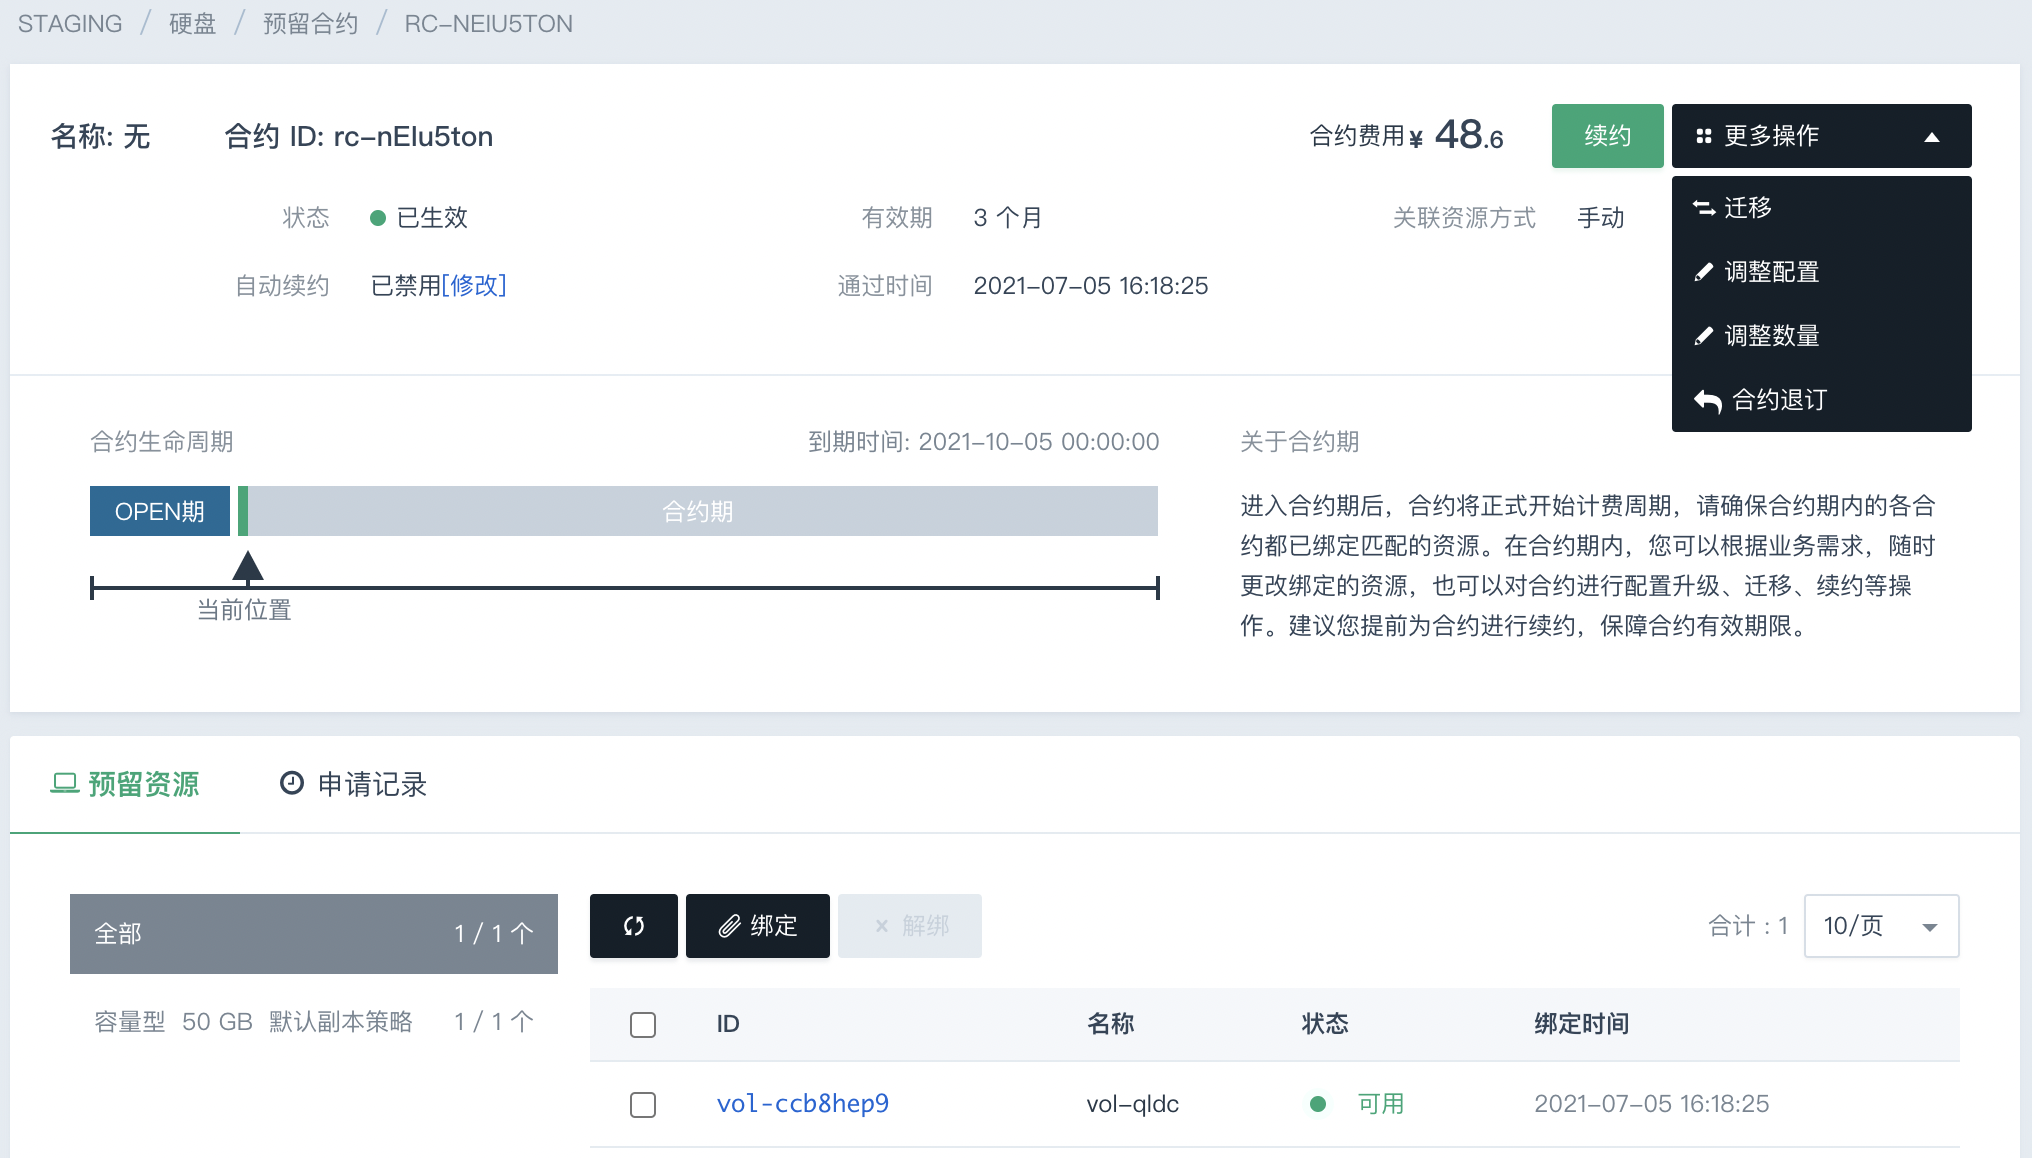 STAGING / 硬盘 / 预留合约 / RC-NEIU5TON
名称: 无 合约 ID: rc-nEIu5ton 合约费用 ¥ 48.6 续约 更多操作
状态 已生效 有效期 3 个月 关联资源方式 手动
自动续约 已禁用[修改] 通过时间 2021-07-05 16:18:25
迁移
调整配置
调整数量
合约退订
合约生命周期 到期时间: 2021-10-05 00:00:00
OPEN期 合约期
当前位置
关于合约期
进入合约期后，合约将正式开始计费周期，请确保合约期内的各合
约都已绑定匹配的资源。在合约期内，您可以根据业务需求，随时
更改绑定的资源，也可以对合约进行配置升级、迁移、续约等操
作。建议您提前为合约进行续约，保障合约有效期限。
预留资源 申请记录
全部 1 / 1 个
容量型 50 GB 默认副本策略 1 / 1 个
绑定 × 解绑 合计 : 1 10/页
ID 名称 状态 绑定时间
vol-ccb8hep9 vol-qldc 可用 2021-07-05 16:18:25